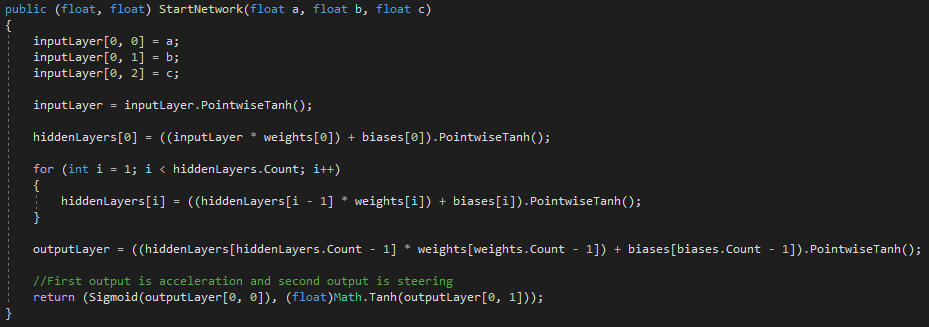 public (float, float) StartNetwork(float a, float b, float c)
{
inputLayer[0, 0] = a;
inputLayer[0, 1] = b;
inputLayer[0, 2] = c;
inputLayer = inputLayer.PointwiseTanh();
hiddenLayers[0] = ((inputLayer * weights[0]) + biases[0]).PointwiseTanh();
for (int i = 1; i < hiddenLayers.Count; i++)
{
hiddenLayers[i] = ((hiddenLayers[i - 1] * weights[i]) + biases[i]).PointwiseTanh();
}
outputLayer = ((hiddenLayers[hiddenLayers.Count - 1] * weights[weights.Count - 1]) + biases[biases.Count - 1]).PointwiseTanh();
//First output is acceleration and second output is steering
return (Sigmoid(outputLayer[0, 0]), (float)Math.Tanh(outputLayer[0, 1]));
}